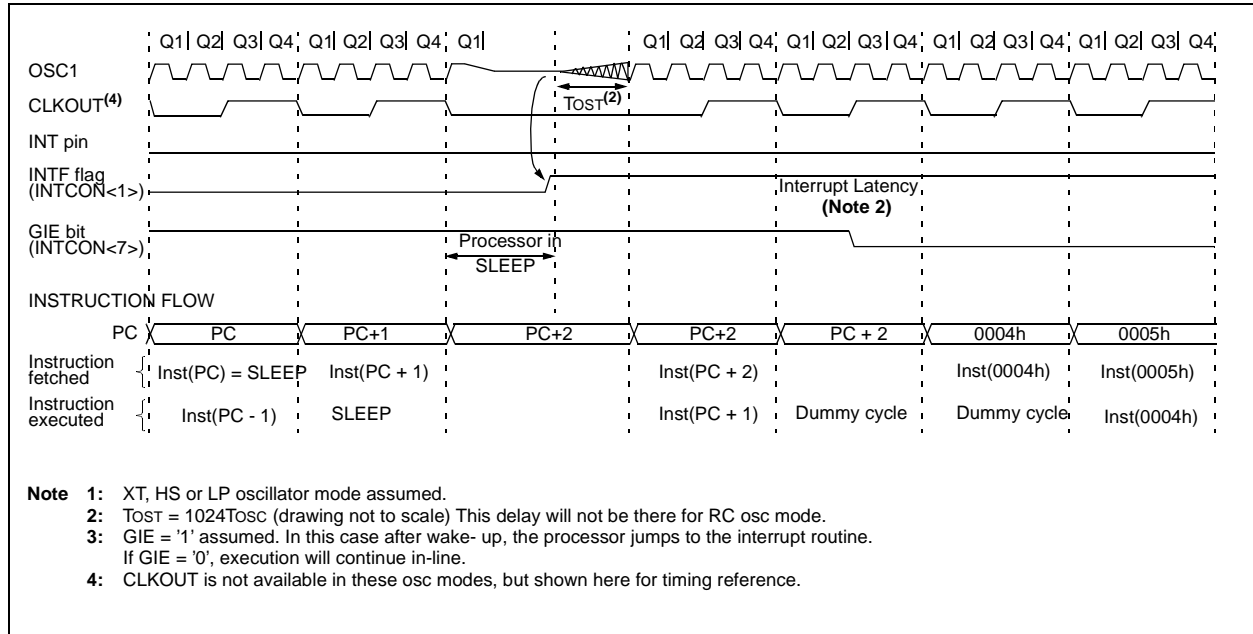 Q1 Q2 Q3 Q4 Q1 Q2 Q3 Q4 Q1 Q1 Q2 Q3 Q4 Q1 Q2 Q3 Q4 Q1 Q2 Q3 Q4 Q1 Q2 Q3 Q4
OSC1
TOST(2)
CLKOUT(4)
INT pin
INTF flag
(INTCON<1>)
Interrupt Latency
(Note 2)
GIE bit
(INTCON<7>)
Processor in
SLEEP
INSTRUCTION FLOW
PC PC PC+1 PC+2 PC+2 PC + 2 0004h 0005h
Instruction
fetched
Inst(PC) = SLEEP Inst(PC + 1) Inst(PC + 2) Inst(0004h) Inst(0005h)
Instruction
executed
Inst(PC - 1) SLEEP Inst(PC + 1) Dummy cycle Dummy cycle Inst(0004h)
Note 1: XT, HS or LP oscillator mode assumed.
2: TOST = 1024TOSC (drawing not to scale) This delay will not be there for RC osc mode.
3: GIE = '1' assumed. In this case after wake- up, the processor jumps to the interrupt routine.
If GIE = '0', execution will continue in-line.
4: CLKOUT is not available in these osc modes, but shown here for timing reference.